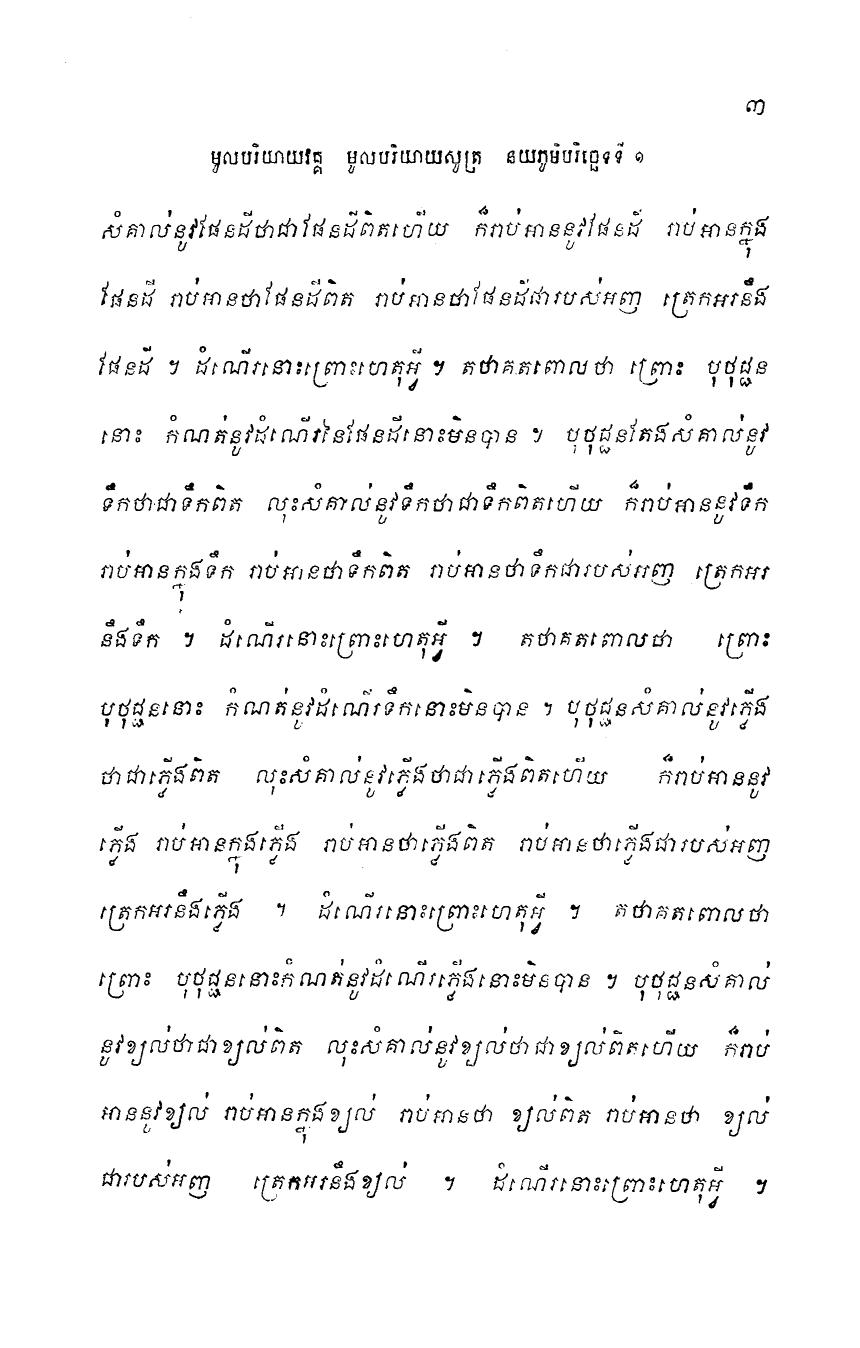 ៣
មូលបរិយាយវគ្គ មូលបរិយាយសូត្រ នយភូមិបរិច្ឆេទទី ១
សំគាល់នូវផែនដីថាជាផែនដីពិតហើយ ក៏រាប់អាននូវផែនដី រាប់អានក្នុង
ផែនដី រាប់អានថាផែនដីពិត រាប់អានថាផែនដីជារបស់អញ ត្រេកអរនឹង
ផែនដី ។ ដំណើរនោះព្រោះហេតុអ្វី ។ តថាគតពោលថា ព្រោះ បុថុជ្ជន
នោះ កំណត់នូវដំណើរនៃផែនដីនោះមិនបាន ។ បុថុជ្ជនតែងសំគាល់នូវ
ទឹកថាជាទឹកពិត លុះសំគាល់នូវទឹកថាជាទឹកពិតហើយ ក៏រាប់អាននូវទឹក
រាប់អានក្នុងទឹក រាប់អានថាទឹកពិត រាប់អានថាទឹកជារបស់អញ ត្រេកអរ
នឹងទឹក ។ ដំណើរនោះព្រោះហេតុអ្វី ។ តថាគតពោលថា ព្រោះ
បុថុជ្ជននោះ កំណត់នូវដំណើរទឹកនោះមិនបាន ។ បុថុជ្ជនសំគាល់នូវភ្លើង
ថាជាភ្លើងពិត លុះសំគាល់នូវភ្លើងថាជាភ្លើងពិតហើយ ក៏រាប់អាននូវ
ភ្លើង រាប់អានក្នុងភ្លើង រាប់អានថាភ្លើងពិត រាប់អានថាភ្លើងជារបស់អញ
ត្រេកអរនឹងភ្លើង ។ ដំណើរនោះព្រោះហេតុអ្វី ។ តថាគតពោលថា
ព្រោះ បុថុជ្ជននោះកំណត់នូវដំណើរភ្លើងនោះមិនបាន ។ បុថុជ្ជនសំគាល់
នូវខ្យល់ថាជាខ្យល់ពិត លុះសំគាល់នូវខ្យល់ថាជាខ្យល់ពិតហើយ ក៏រាប់
អាននូវខ្យល់ រាប់អានក្នុងខ្យល់ រាប់អានថា ខ្យល់ពិត រាប់អានថា ខ្យល់
ជារបស់អញ ត្រេកអរនឹងខ្យល់ ។ ដំណើរនោះព្រោះហេតុអ្វី ។